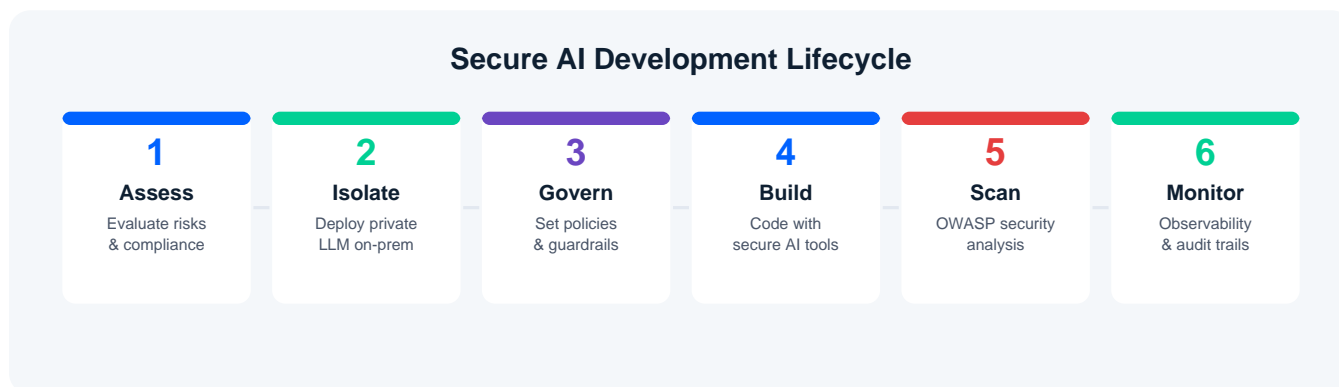 Secure AI Development Lifecycle
1
Assess
Evaluate risks
& compliance
2
Isolate
Deploy private
LLM on-prem
3
Govern
Set policies
& guardrails
4
Build
Code with
secure AI tools
5
Scan
OWASP security
analysis
6
Monitor
Observability
& audit trails